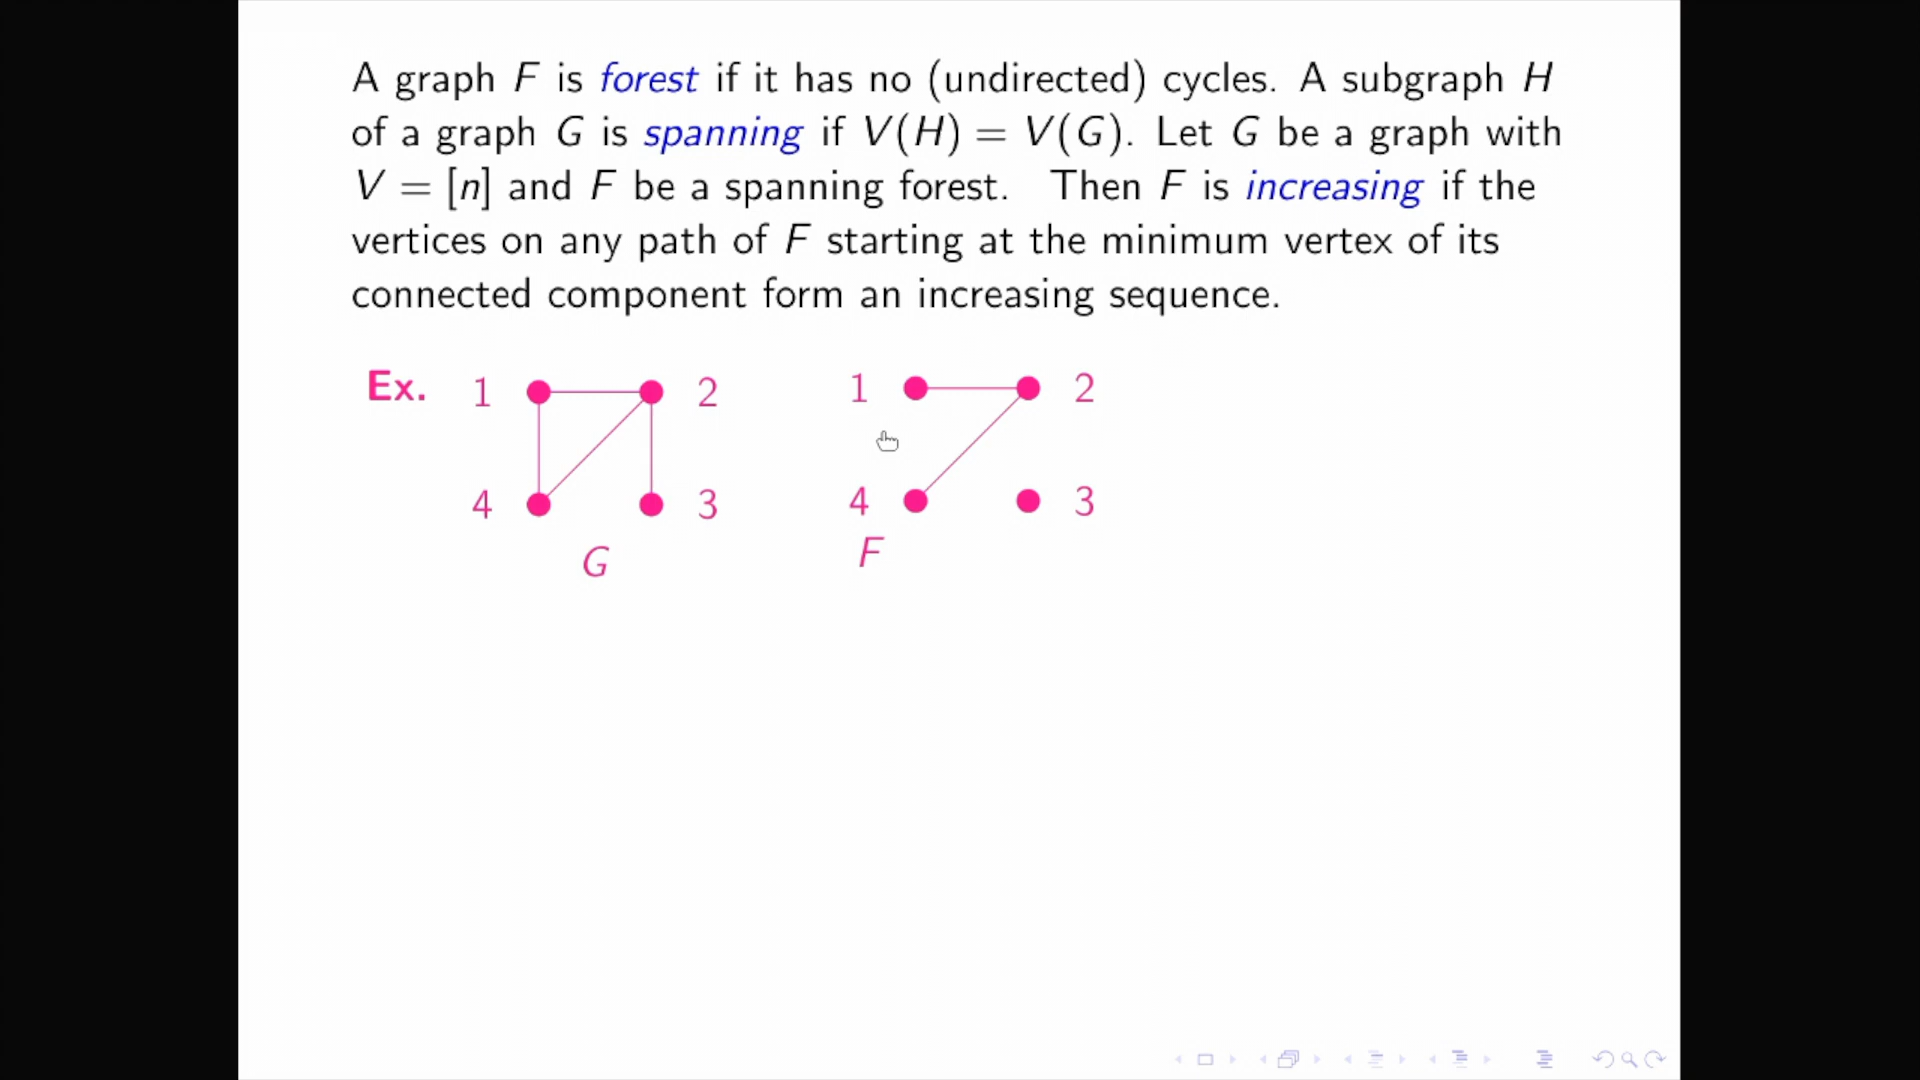 A graph F is forest if it has no (undirected) cycles. A subgraph H
of a graph G is spanning if V(H) = V(G). Let G be a graph with
V = [n] and F be a spanning forest. Then F is increasing if the
vertices on any path of F starting at the minimum vertex of its
connected component form an increasing sequence.
Ex. 1 2 1 2
4 3 4 3
G F